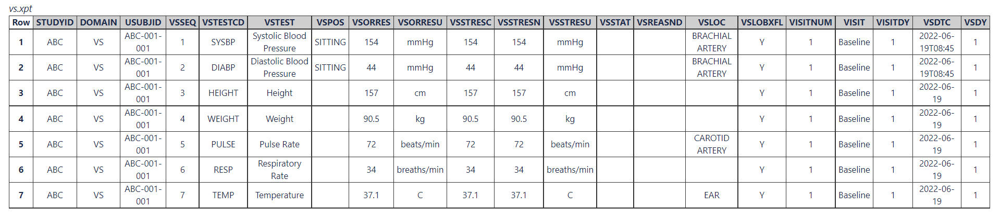 vs.xpt
Row STUDYID DOMAIN USUBJID VSSEQ VSTESTCD VSTEST VSPOS VSORRES VSORRESU VSSTRESC VSSTRESN VSSTRESU VSSTAT VSREASND VSLOC VSLOBXFL VISITNUM VISIT VISITDY VSDTC VSDY
1 ABC VS ABC-001-001 1 SYSBP Systolic Blood Pressure SITTING 154 mmHg 154 154 mmHg BRACHIAL ARTERY Y 1 Baseline 1 2022-06-19T08:45 1
2 ABC VS ABC-001-001 2 DIABP Diastolic Blood Pressure SITTING 44 mmHg 44 44 mmHg BRACHIAL ARTERY Y 1 Baseline 1 2022-06-19T08:45 1
3 ABC VS ABC-001-001 3 HEIGHT Height 157 cm 157 157 cm Y 1 Baseline 1 2022-06-19 1
4 ABC VS ABC-001-001 4 WEIGHT Weight 90.5 kg 90.5 90.5 kg Y 1 Baseline 1 2022-06-19 1
5 ABC VS ABC-001-001 5 PULSE Pulse Rate 72 beats/min 72 72 beats/min CAROTID ARTERY Y 1 Baseline 1 2022-06-19 1
6 ABC VS ABC-001-001 6 RESP Respiratory Rate 34 breaths/min 34 34 breaths/min Y 1 Baseline 1 2022-06-19 1
7 ABC VS ABC-001-001 7 TEMP Temperature 37.1 C 37.1 37.1 C EAR Y 1 Baseline 1 2022-06-19 1